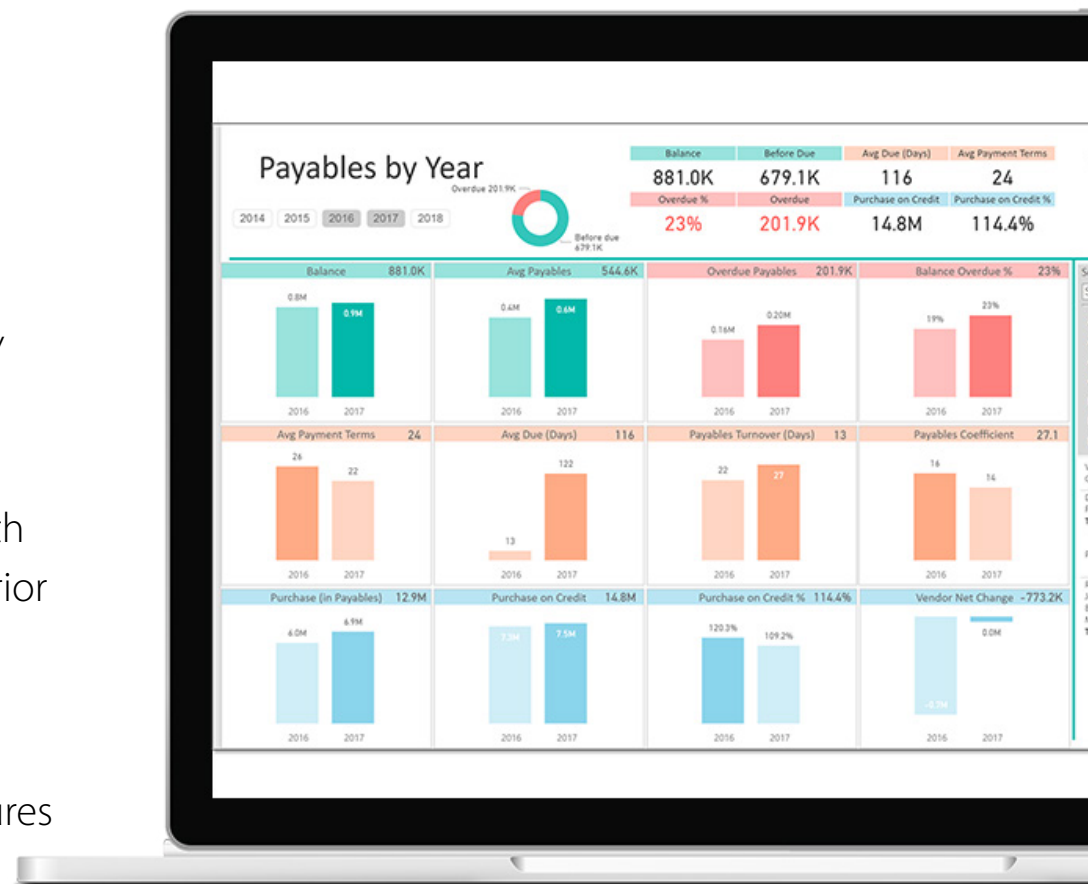 Payables by Year
2014 2015 2016 2017 2018
Overdue 201.9K
Before due
679.1K
Balance Before Due Avg Due (Days) Avg Payment Terms
881.0K 679.1K 116 24
Overdue % Overdue Purchase on Credit Purchase on Credit %
23% 201.9K 14.8M 114.4%
Balance 881.0K
0.8M 0.9M
2016 2017
Avg Payables 544.6K
0.4M 0.6M
2016 2017
Overdue Payables 201.9K
0.16M 0.20M
2016 2017
Balance Overdue % 23%
19% 23%
2016 2017
Avg Payment Terms 24
26 22
2016 2017
Avg Due (Days) 116
13 122
2016 2017
Payables Turnover (Days) 13
22 27
2016 2017
Payables Coefficient 27.1
16 14
2016 2017
Purchase (in Payables) 12.9M
6.0M 6.9M
2016 2017
Purchase on Credit 14.8M
7.3M 7.5M
2016 2017
Purchase on Credit % 114.4%
120.3% 109.2%
2016 2017
Vendor Net Change -773.2K
-0.7M 0.0M
2016 2017